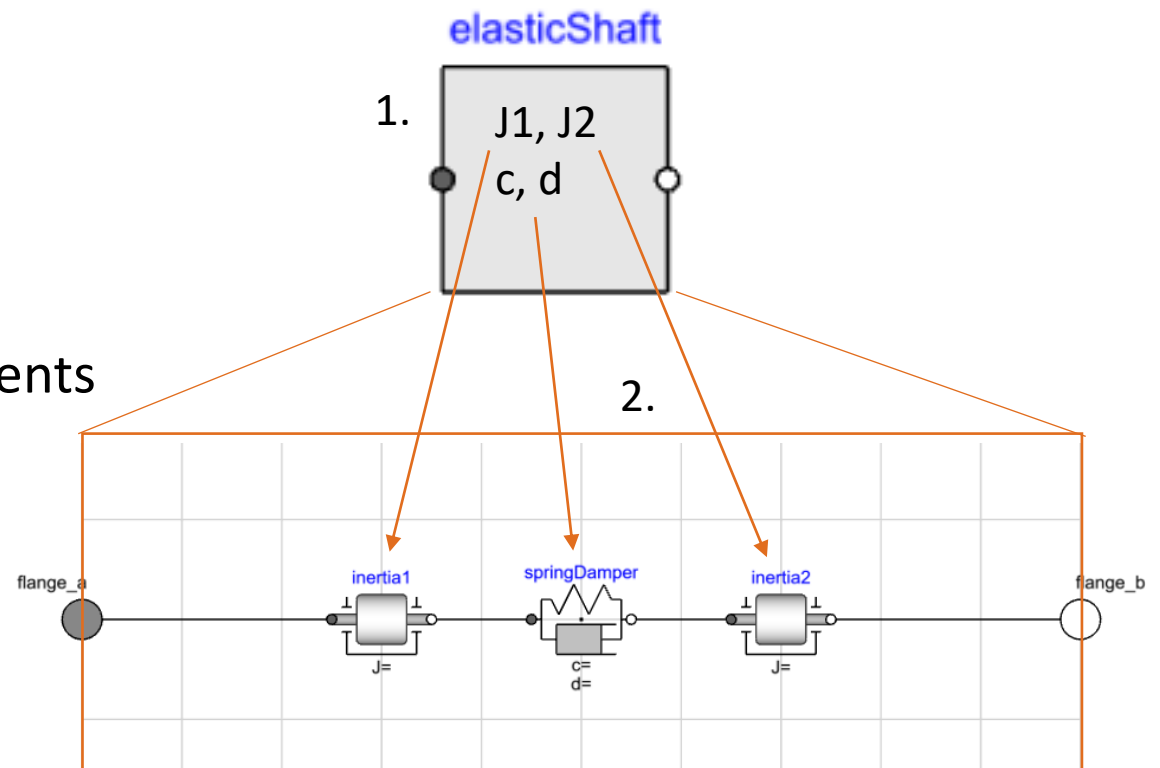 elasticShaft
1.
J1, J2
c, d
ents
2.
flange_a
inertia1
springDamper
inertia2
flange_b
J=
c=
d=
J=